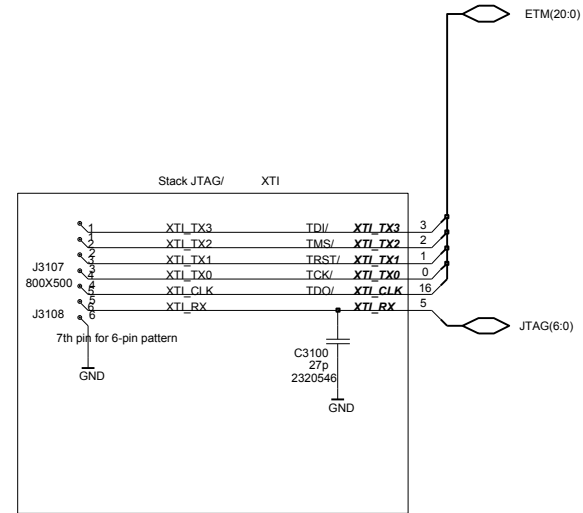 ETM(20:0)
Stack JTAG/ XTI
1 XTI_TX3 TDI/ XTI_TX3 3
2 XTI_TX2 TMS/ XTI_TX2 2
2 XTI_TX1 TRST/ XTI_TX1 1
3
J3107 4 XTI_TX0 TCK/ XTI_TX0 0
4
800X500 5 XTI_CLK TDO/ XTI_CLK 16
5
6 XTI_RX XTI_RX 5
J3108 6
JTAG(6:0)
7th pin for 6-pin pattern
C3100
27p
2320546
GND
GND